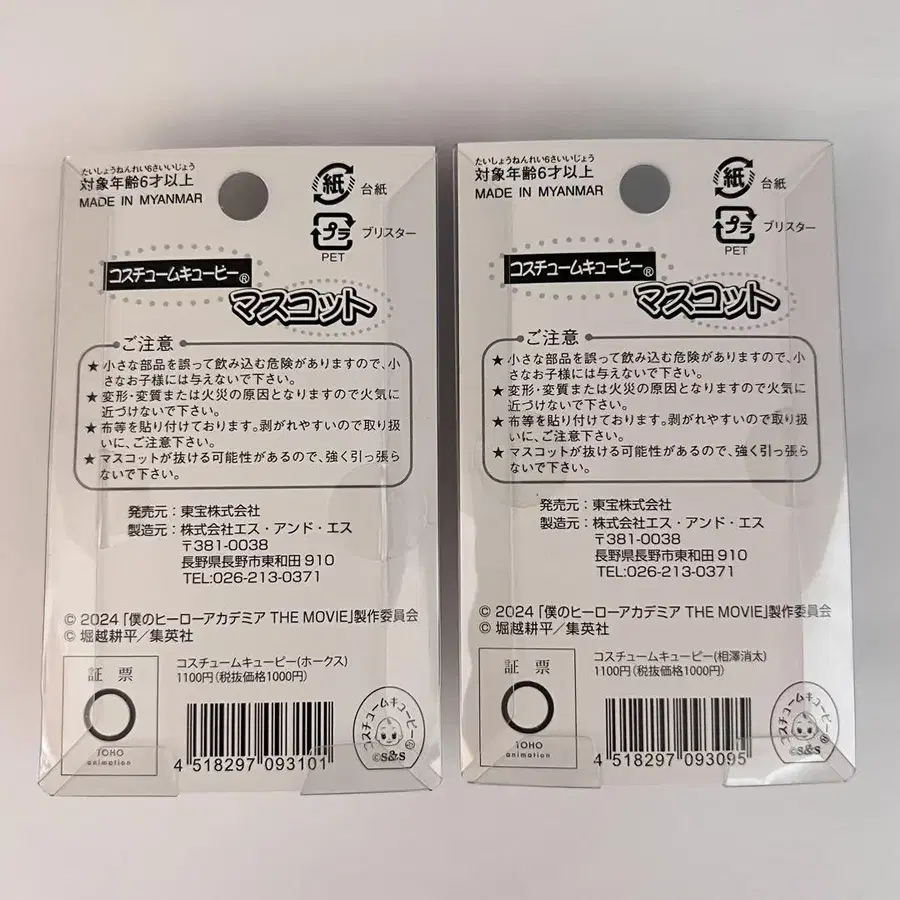 たいしょうねんれい6さいいじょう
対象年齢6才以上
MADE IN MYANMAR
紙
台紙
プラ
PET
ブリスター
コスチュームキューピー®
マスコット
ご注意
★小さな部品を誤って飲み込む危険がありますので、小
さなお子様には与えないで下さい。
★変形・変質または火災の原因となりますので火気に
近づけないで下さい。
★布等を貼り付けております。剥がれやすいので取り扱
いに、ご注意下さい。
★マスコットが抜ける可能性があるので、強く引っ張ら
ないで下さい。
発売元：東宝株式会社
製造元：株式会社エス・アンド・エス
〒381-0038
長野県長野市東和田 910
TEL:026-213-0371
© 2024「僕のヒーローアカデミア THE MOVIE」製作委員会
© 堀越耕平／集英社
証票
TOHO
animation
コスチュームキューピー(ホークス)
1100円(税抜価格1000円)
4 518297 093101
コスチュームキューピー
©S&S
たいしょうねんれい6さいいじょう
対象年齢6才以上
MADE IN MYANMAR
紙
台紙
プラ
PET
ブリスター
コスチュームキューピー®
マスコット
ご注意
★小さな部品を誤って飲み込む危険がありますので、小
さなお子様には与えないで下さい。
★変形・変質または火災の原因となりますので火気に
近づけないで下さい。
★布等を貼り付けております。剥がれやすいので取り扱
いに、ご注意下さい。
★マスコットが抜ける可能性があるので、強く引っ張ら
ないで下さい。
発売元：東宝株式会社
製造元：株式会社エス・アンド・エス
〒381-0038
長野県長野市東和田 910
TEL:026-213-0371
© 2024「僕のヒーローアカデミア THE MOVIE」製作委員会
© 堀越耕平／集英社
証票
TOHO
animation
コスチュームキューピー(相澤消太)
1100円(税抜価格1000円)
4 518297 093095
コスチュームキューピー®
©S&S